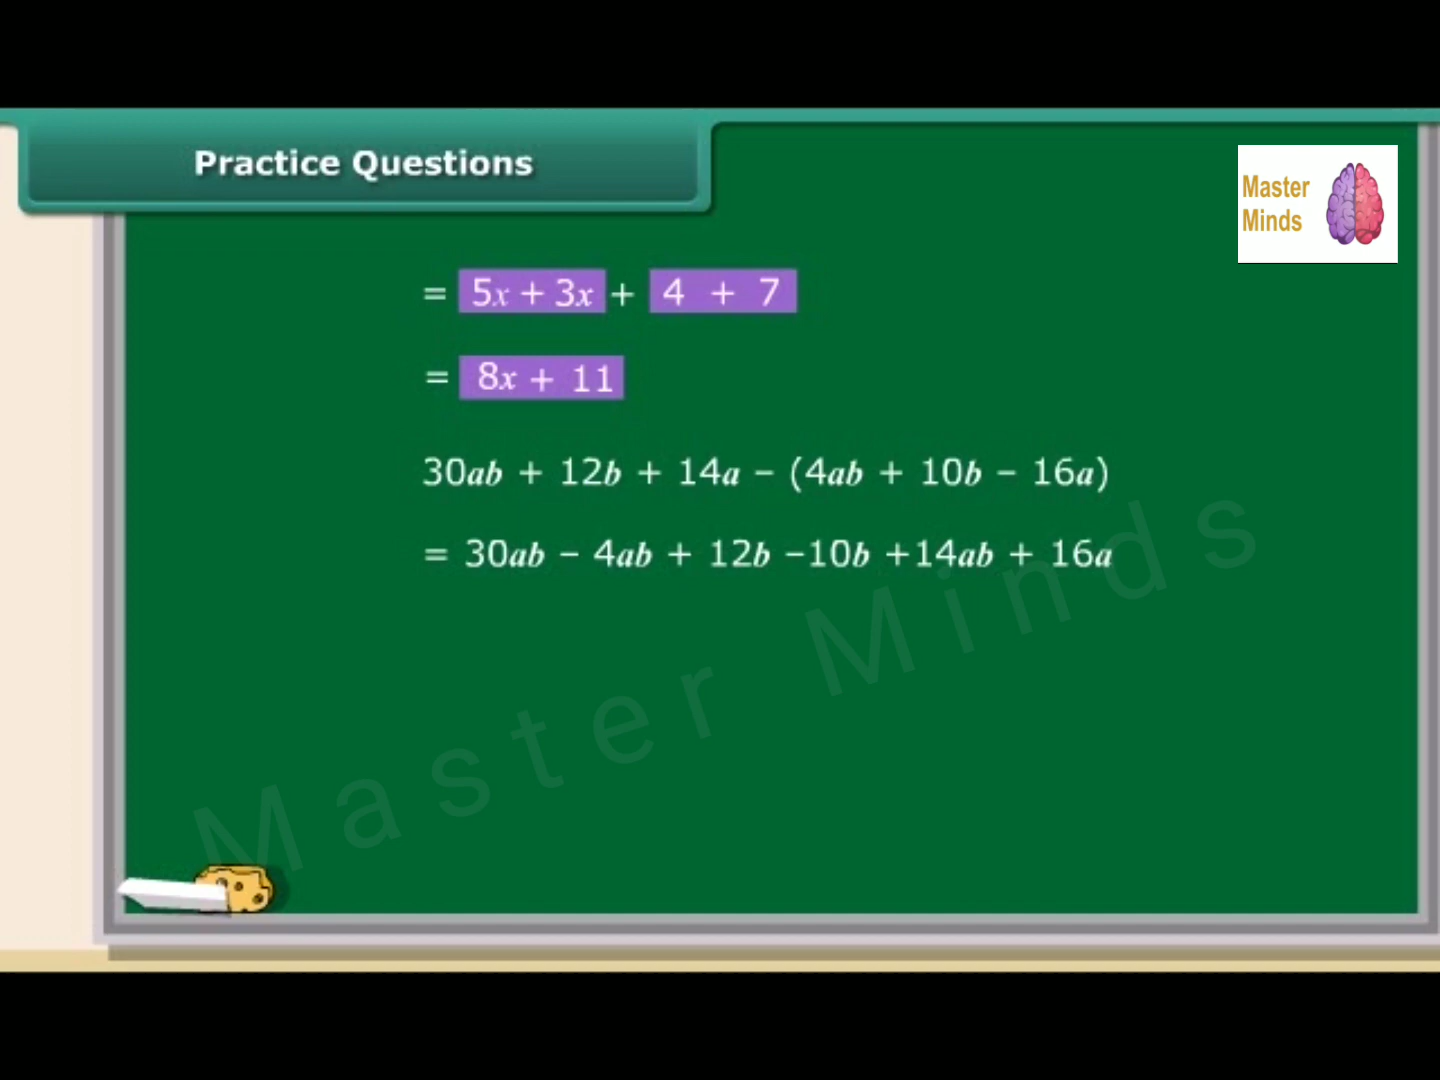 Practice Questions
Master
Minds
= 5x + 3x + 4 + 7
= 8x + 11
30ab + 12b + 14a – (4ab + 10b – 16a)
= 30ab – 4ab + 12b –10b +14ab + 16a
Master Minds